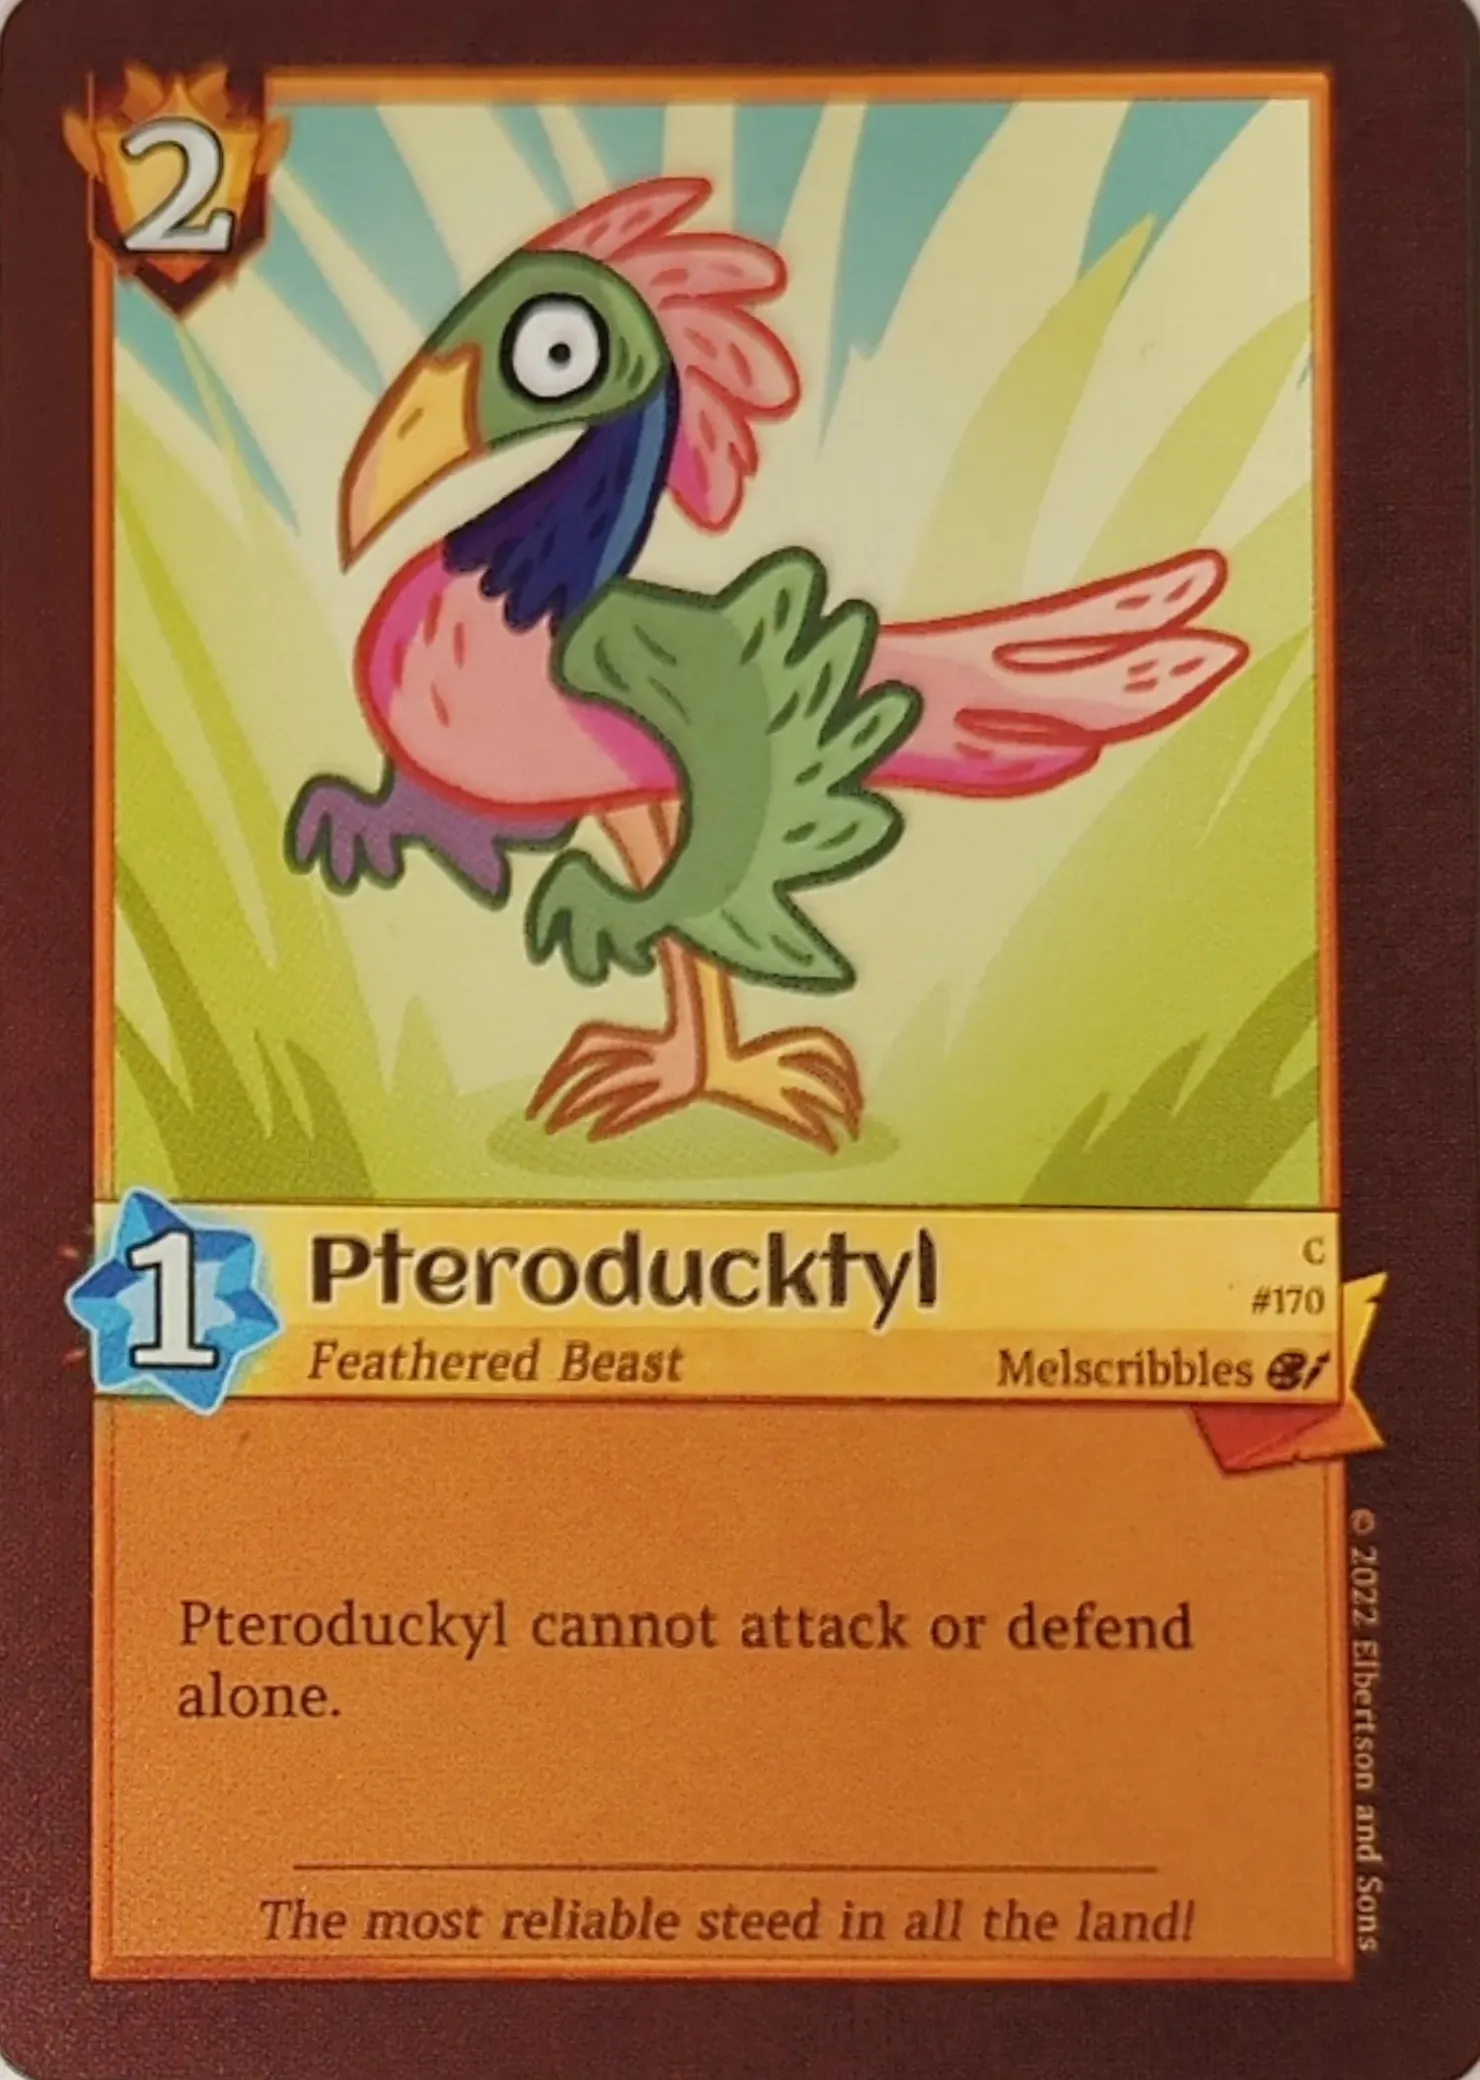 2
1
Pteroducktyl
C
#170
Feathered Beast
Melscribbles
Pteroduckyl cannot attack or defend
alone.
The most reliable steed in all the land!
© 2022 Elbertson and Sons